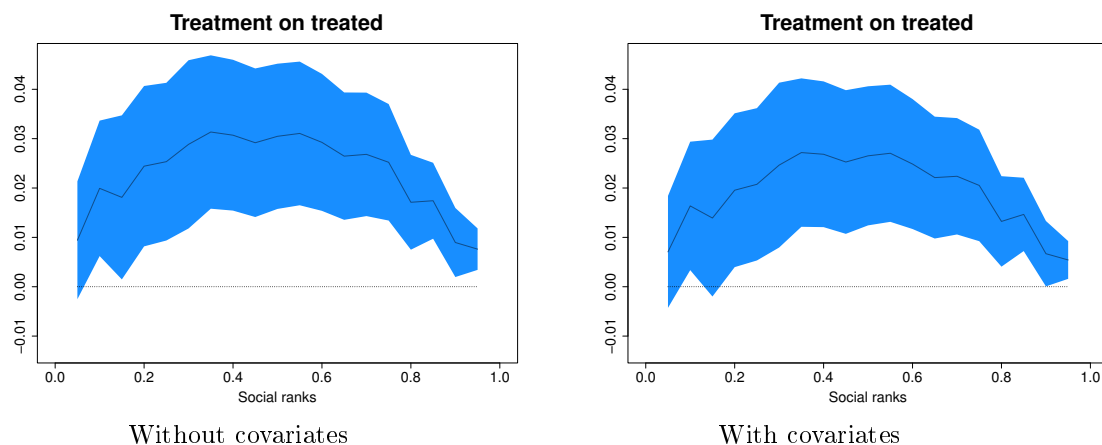 Treatment on treated
0.04
0.03
0.02
0.01
0.00
−0.01
0.0 0.2 0.4 0.6 0.8 1.0
Social ranks
Without covariates
Treatment on treated
0.04
0.03
0.02
0.01
0.00
−0.01
0.0 0.2 0.4 0.6 0.8 1.0
Social ranks
With covariates